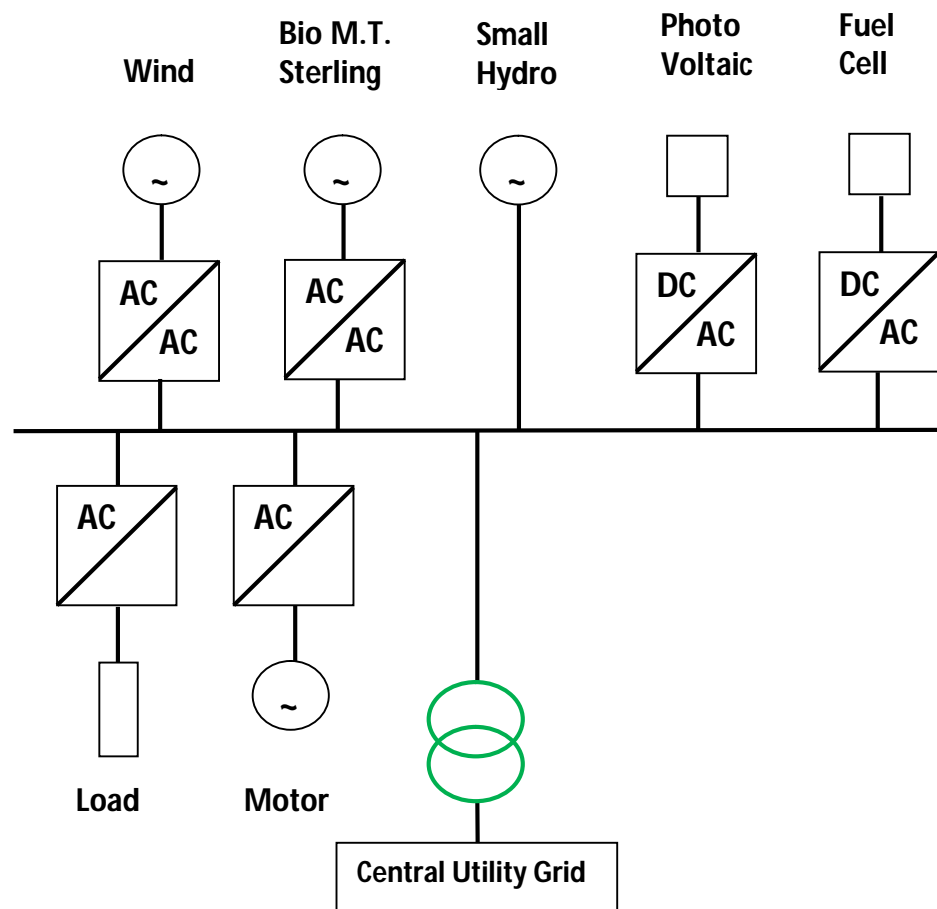 Wind
Bio M.T.
Sterling
Small
Hydro
Photo
Voltaic
Fuel
Cell
~
~
~
AC
AC
AC
AC
DC
AC
DC
AC
AC
AC
~
Load
Motor
Central Utility Grid